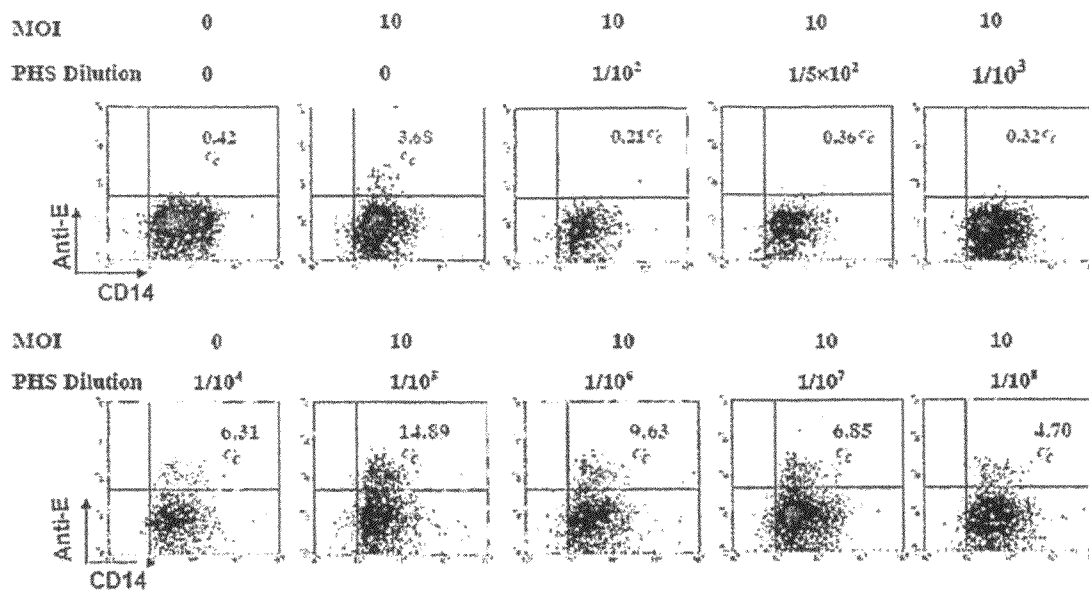 MOI 0 10 10 10 10
PHS Dilution 0 0 1/10² 1/5×10² 1/10³
0.42 % 3.68 % 0.21% 0.36% 0.32%
Anti-E
CD14
MOI 0 10 10 10 10
PHS Dilution 1/10⁴ 1/10⁵ 1/10⁶ 1/10⁷ 1/10⁸
6.31 % 14.89 % 9.63 % 6.85 % 4.70 %
Anti-E
CD14